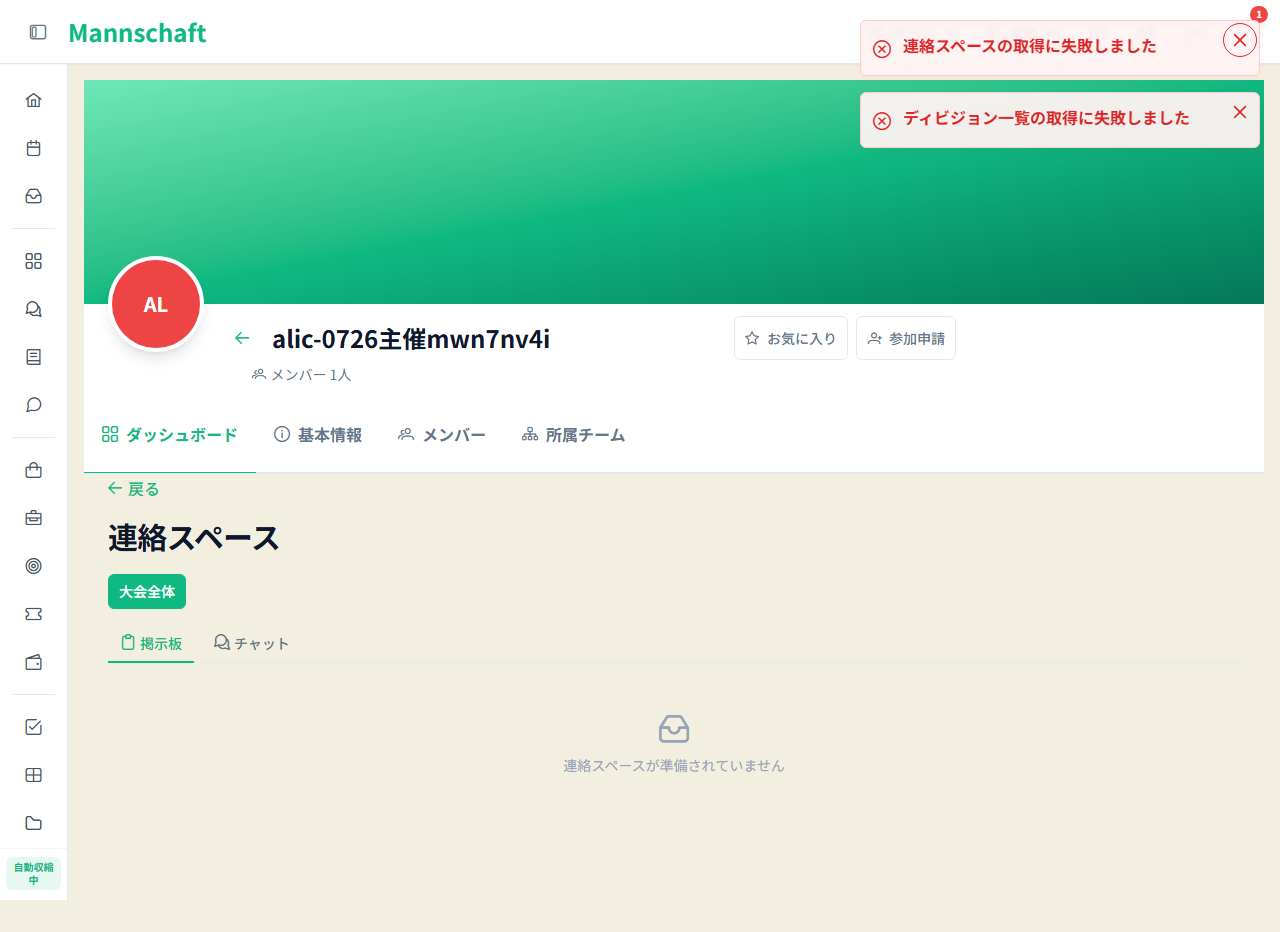 Mannschaft
1
連絡スペースの取得に失敗しました
ディビジョン一覧の取得に失敗しました
AL
alic-0726主催mwn7nv4i
お気に入り
参加申請
メンバー 1人
ダッシュボード
基本情報
メンバー
所属チーム
戻る
連絡スペース
大会全体
掲示板
チャット
連絡スペースが準備されていません
自動収縮
中